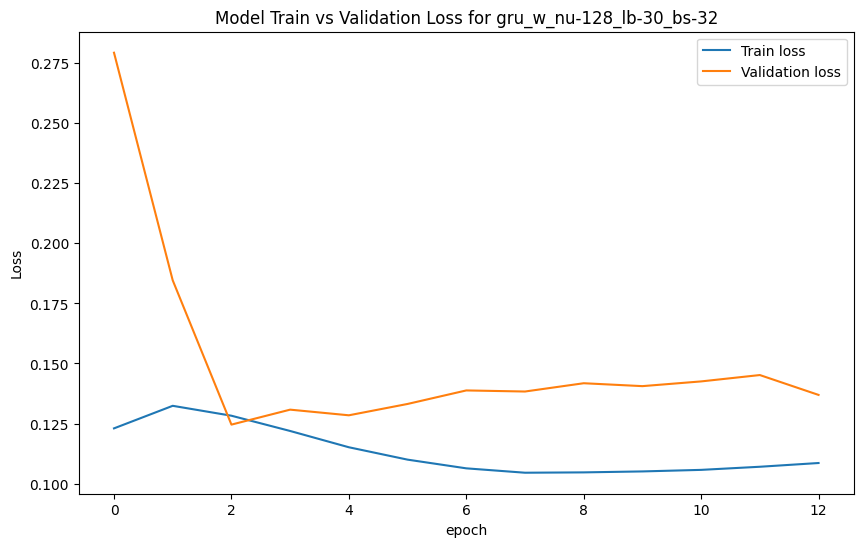 Model Train vs Validation Loss for gru_w_nu-128_lb-30_bs-32
Train loss
Validation loss
0.275
0.250
0.225
0.200
0.175
0.150
0.125
0.100
Loss
0 2 4 6 8 10 12
epoch